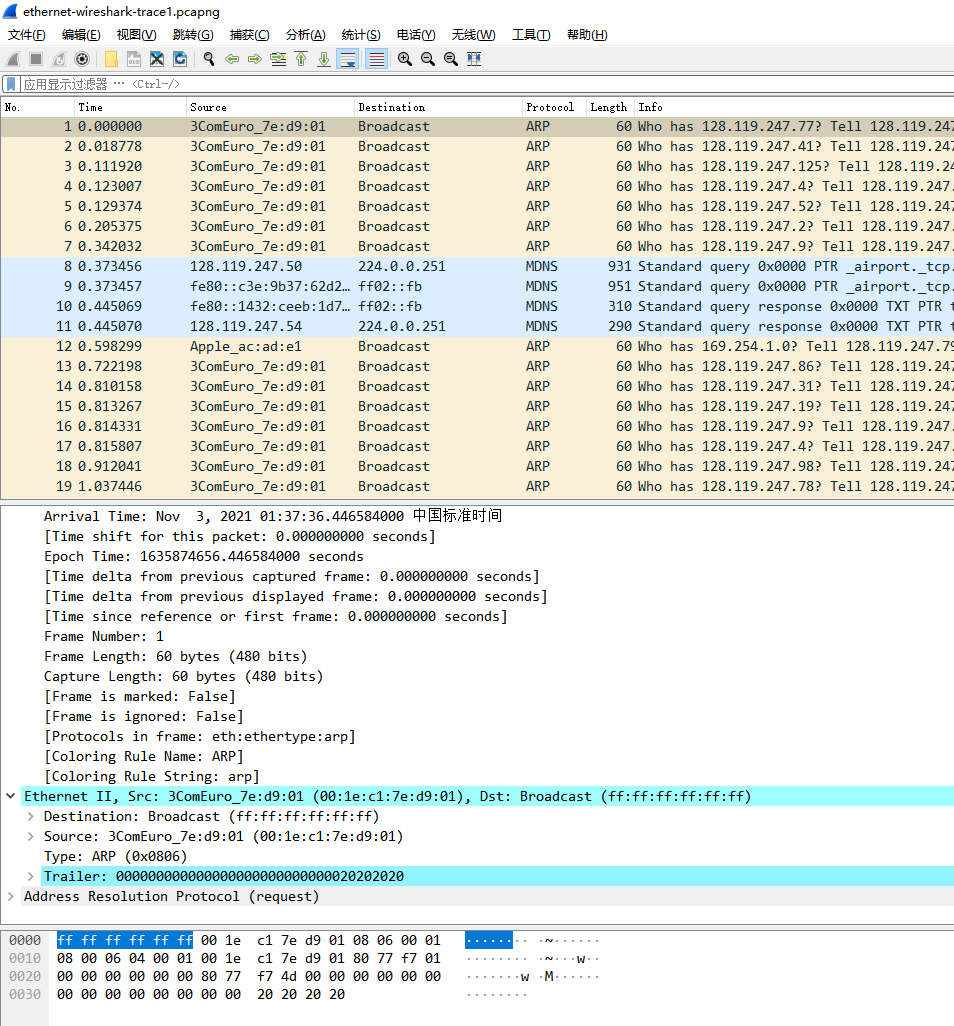 ethernet-wireshark-trace1.pcapng
文件(F) 编辑(E) 视图(V) 跳转(G) 捕获(C) 分析(A) 统计(S) 电话(Y) 无线(W) 工具(T) 帮助(H)
应用显示过滤器 … <Ctrl-/>
No. Time Source Destination Protocol Length Info
1 0.000000 3ComEuro_7e:d9:01 Broadcast ARP 60 Who has 128.119.247.77? Tell 128.119.247
2 0.018778 3ComEuro_7e:d9:01 Broadcast ARP 60 Who has 128.119.247.41? Tell 128.119.247
3 0.111920 3ComEuro_7e:d9:01 Broadcast ARP 60 Who has 128.119.247.125? Tell 128.119.24
4 0.123007 3ComEuro_7e:d9:01 Broadcast ARP 60 Who has 128.119.247.4? Tell 128.119.247.
5 0.129374 3ComEuro_7e:d9:01 Broadcast ARP 60 Who has 128.119.247.52? Tell 128.119.247
6 0.205375 3ComEuro_7e:d9:01 Broadcast ARP 60 Who has 128.119.247.2? Tell 128.119.247.
7 0.342032 3ComEuro_7e:d9:01 Broadcast ARP 60 Who has 128.119.247.9? Tell 128.119.247.
8 0.373456 128.119.247.50 224.0.0.251 MDNS 931 Standard query 0x0000 PTR _airport._tcp.
9 0.373457 fe80::c3e:9b37:62d2… ff02::fb MDNS 951 Standard query 0x0000 PTR _airport._tcp.
10 0.445069 fe80::1432:ceeb:1d7… ff02::fb MDNS 310 Standard query response 0x0000 TXT PTR t
11 0.445070 128.119.247.54 224.0.0.251 MDNS 290 Standard query response 0x0000 TXT PTR t
12 0.598299 Apple_ac:ad:e1 Broadcast ARP 60 Who has 169.254.1.0? Tell 128.119.247.79
13 0.722198 3ComEuro_7e:d9:01 Broadcast ARP 60 Who has 128.119.247.86? Tell 128.119.247
14 0.810158 3ComEuro_7e:d9:01 Broadcast ARP 60 Who has 128.119.247.31? Tell 128.119.247
15 0.813267 3ComEuro_7e:d9:01 Broadcast ARP 60 Who has 128.119.247.19? Tell 128.119.247
16 0.814331 3ComEuro_7e:d9:01 Broadcast ARP 60 Who has 128.119.247.9? Tell 128.119.247.
17 0.815807 3ComEuro_7e:d9:01 Broadcast ARP 60 Who has 128.119.247.4? Tell 128.119.247.
18 0.912041 3ComEuro_7e:d9:01 Broadcast ARP 60 Who has 128.119.247.98? Tell 128.119.247
19 1.037446 3ComEuro_7e:d9:01 Broadcast ARP 60 Who has 128.119.247.78? Tell 128.119.247
Arrival Time: Nov  3, 2021 01:37:36.446584000 中国标准时间
[Time shift for this packet: 0.000000000 seconds]
Epoch Time: 1635874656.446584000 seconds
[Time delta from previous captured frame: 0.000000000 seconds]
[Time delta from previous displayed frame: 0.000000000 seconds]
[Time since reference or first frame: 0.000000000 seconds]
Frame Number: 1
Frame Length: 60 bytes (480 bits)
Capture Length: 60 bytes (480 bits)
[Frame is marked: False]
[Frame is ignored: False]
[Protocols in frame: eth:ethertype:arp]
[Coloring Rule Name: ARP]
[Coloring Rule String: arp]
Ethernet II, Src: 3ComEuro_7e:d9:01 (00:1e:c1:7e:d9:01), Dst: Broadcast (ff:ff:ff:ff:ff:ff)
Destination: Broadcast (ff:ff:ff:ff:ff:ff)
Source: 3ComEuro_7e:d9:01 (00:1e:c1:7e:d9:01)
Type: ARP (0x0806)
Trailer: 000000000000000000000000000020202020
Address Resolution Protocol (request)
0000 ff ff ff ff ff ff 00 1e c1 7e d9 01 08 06 00 01 ········ ·~······
0010 08 00 06 04 00 01 00 1e c1 7e d9 01 80 77 f7 01 ········ ·~···w··
0020 00 00 00 00 00 00 80 77 f7 4d 00 00 00 00 00 00 ·······w ·M······
0030 00 00 00 00 00 00 00 00 20 20 20 20 ········